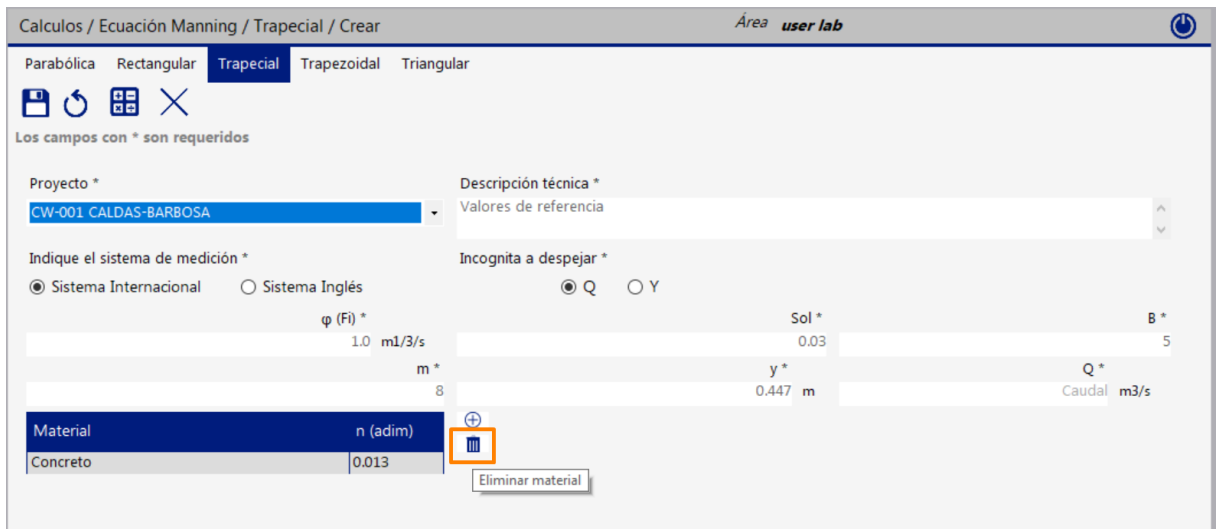 Calculos / Ecuación Manning / Trapecial / Crear Área user lab
Parabólica Rectangular Trapecial Trapezoidal Triangular
Los campos con * son requeridos
Proyecto * Descripción técnica *
CW-001 CALDAS-BARBOSA Valores de referencia
Indique el sistema de medición * Incognita a despejar *
Sistema Internacional Sistema Inglés Q Y
φ (Fi) * Sol * B *
1.0 m1/3/s 0.03 5
m * y * Q *
8 0.447 m Caudal m3/s
Material n (adim)
Concreto 0.013
Eliminar material